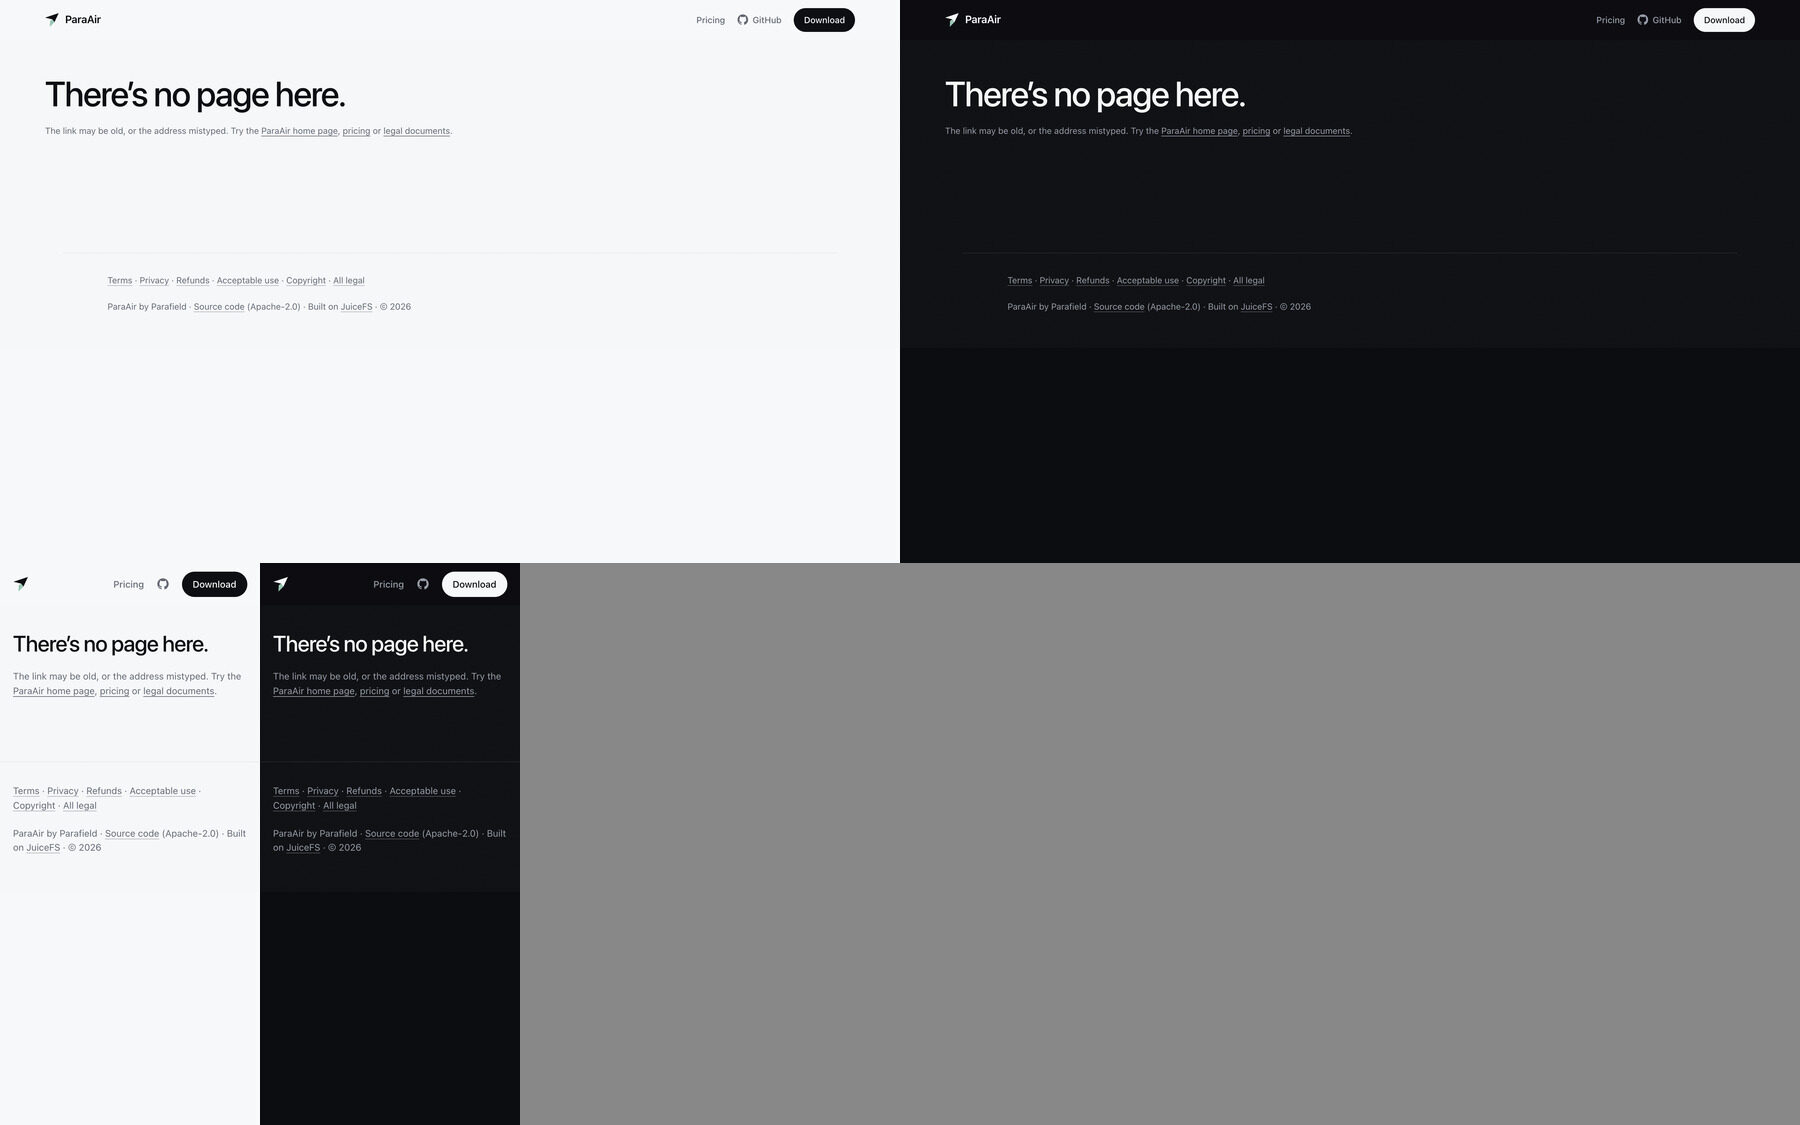 ParaAir
Pricing GitHub Download
There's no page here.
The link may be old, or the address mistyped. Try the ParaAir home page, pricing or legal documents.
Terms · Privacy · Refunds · Acceptable use · Copyright · All legal
ParaAir by Parafield · Source code (Apache-2.0) · Built on JuiceFS · © 2026
ParaAir
Pricing GitHub Download
There's no page here.
The link may be old, or the address mistyped. Try the ParaAir home page, pricing or legal documents.
Terms · Privacy · Refunds · Acceptable use · Copyright · All legal
ParaAir by Parafield · Source code (Apache-2.0) · Built on JuiceFS · © 2026
Pricing Download
There's no page here.
The link may be old, or the address mistyped. Try the
ParaAir home page, pricing or legal documents.
Terms · Privacy · Refunds · Acceptable use ·
Copyright · All legal
ParaAir by Parafield · Source code (Apache-2.0) · Built
on JuiceFS · © 2026
Pricing Download
There's no page here.
The link may be old, or the address mistyped. Try the
ParaAir home page, pricing or legal documents.
Terms · Privacy · Refunds · Acceptable use ·
Copyright · All legal
ParaAir by Parafield · Source code (Apache-2.0) · Built
on JuiceFS · © 2026